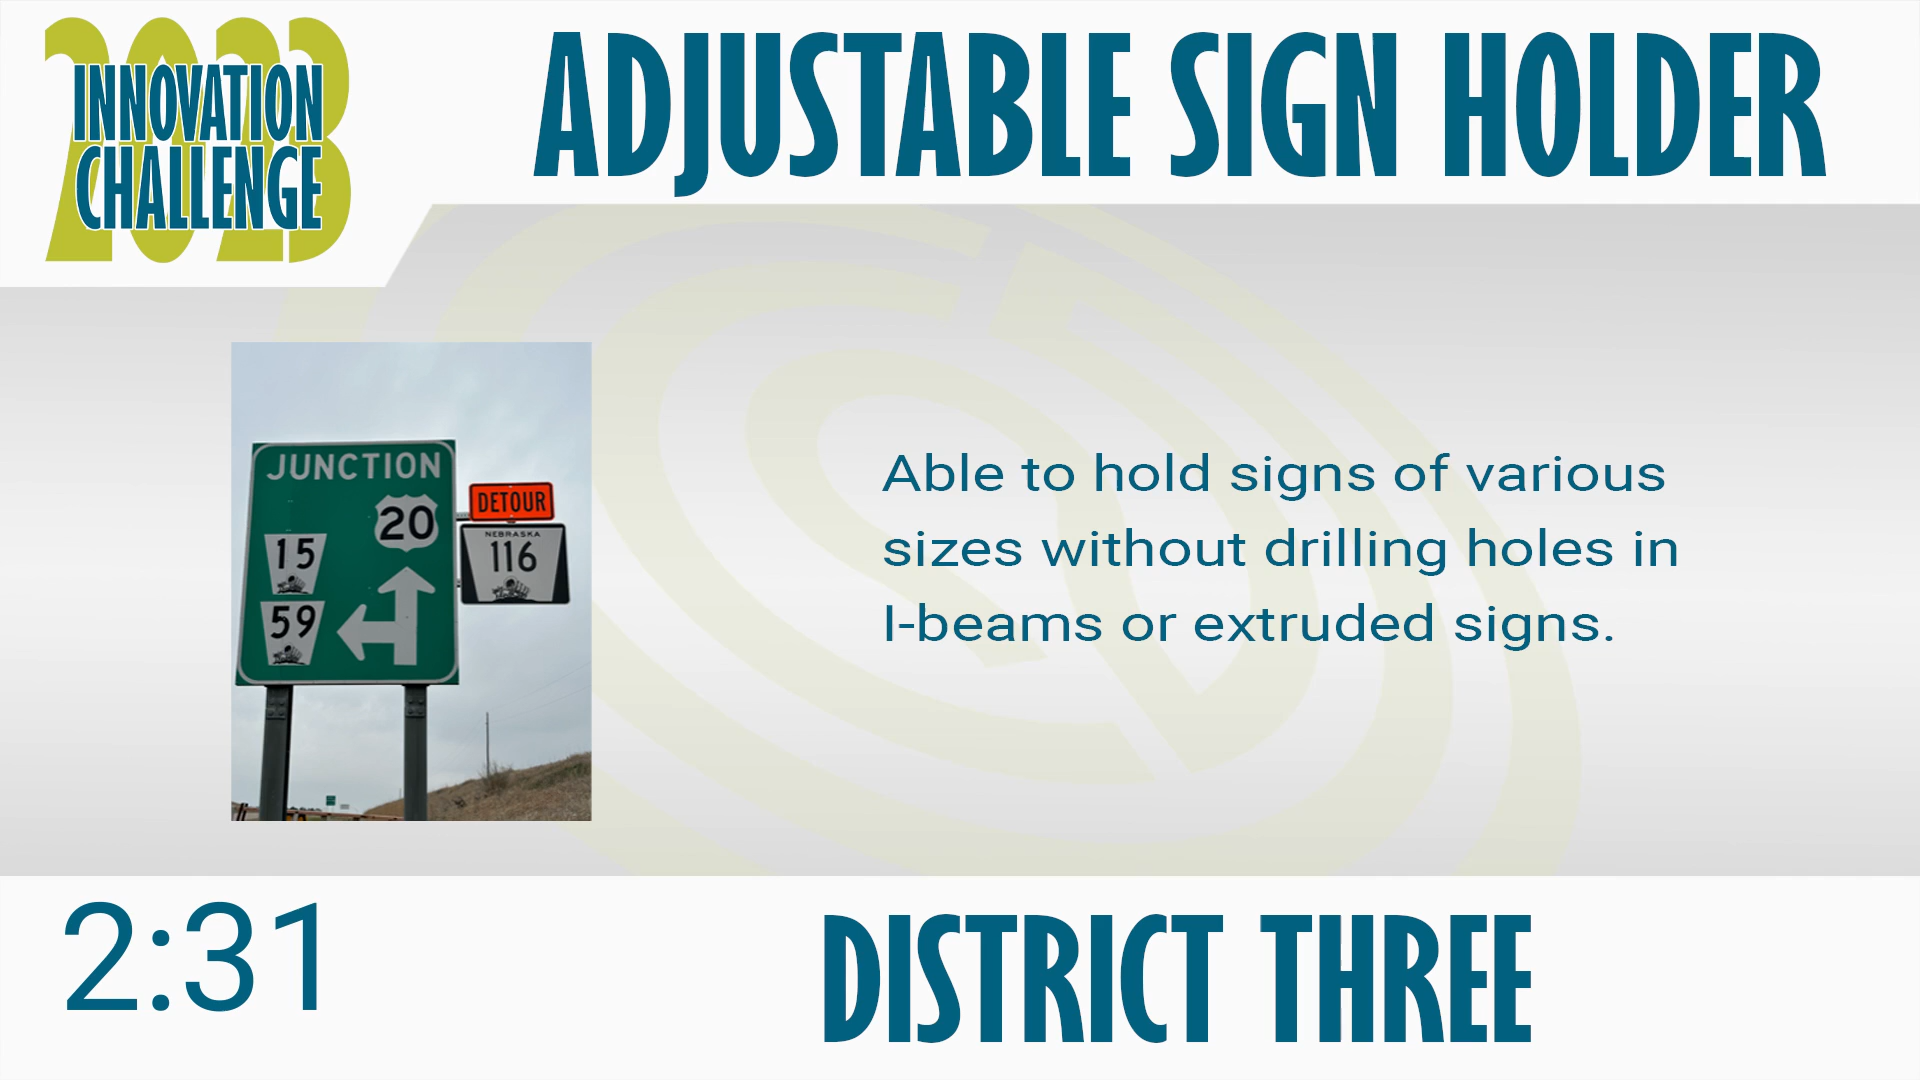 2023
INNOVATION
CHALLENGE
ADJUSTABLE SIGN HOLDER
JUNCTION
20
15
59
DETOUR
NEBRASKA
116
Able to hold signs of various
sizes without drilling holes in
I-beams or extruded signs.
2:31
DISTRICT THREE